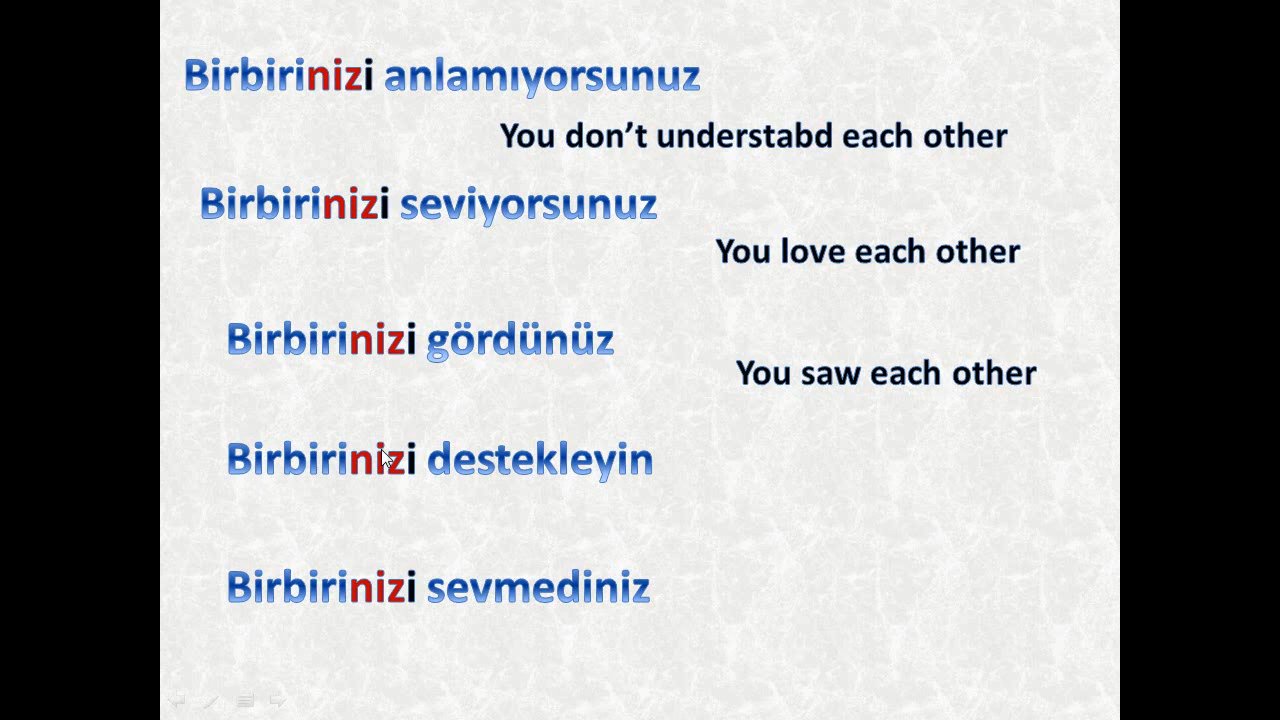 Birbirinizi anlamıyorsunuz
You don’t understabd each other
Birbirinizi seviyorsunuz
You love each other
Birbirinizi gördünüz
You saw each other
Birbirinizi destekleyin
Birbirinizi sevmediniz